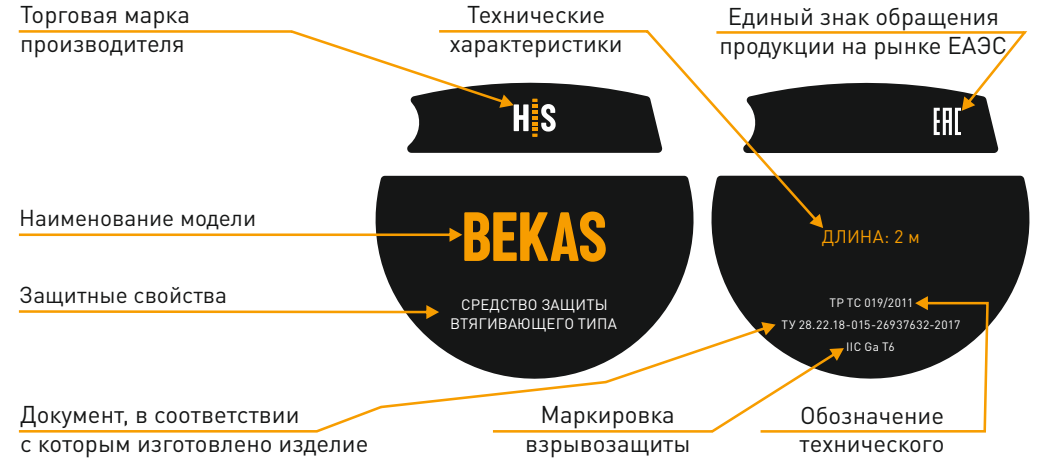 Торговая марка
производителя
Технические
характеристики
Единый знак обращения
продукции на рынке ЕАЭС
HS
EAC
BEKAS
СРЕДСТВО ЗАЩИТЫ
ВТЯГИВАЮЩЕГО ТИПА
ДЛИНА: 2 м
ТР ТС 019/2011
ТУ 28.22.18-015-26937632-2017
IIC Ga T6
Наименование модели
Защитные свойства
Документ, в соответствии
с которым изготовлено изделие
Маркировка
взрывозащиты
Обозначение
технического